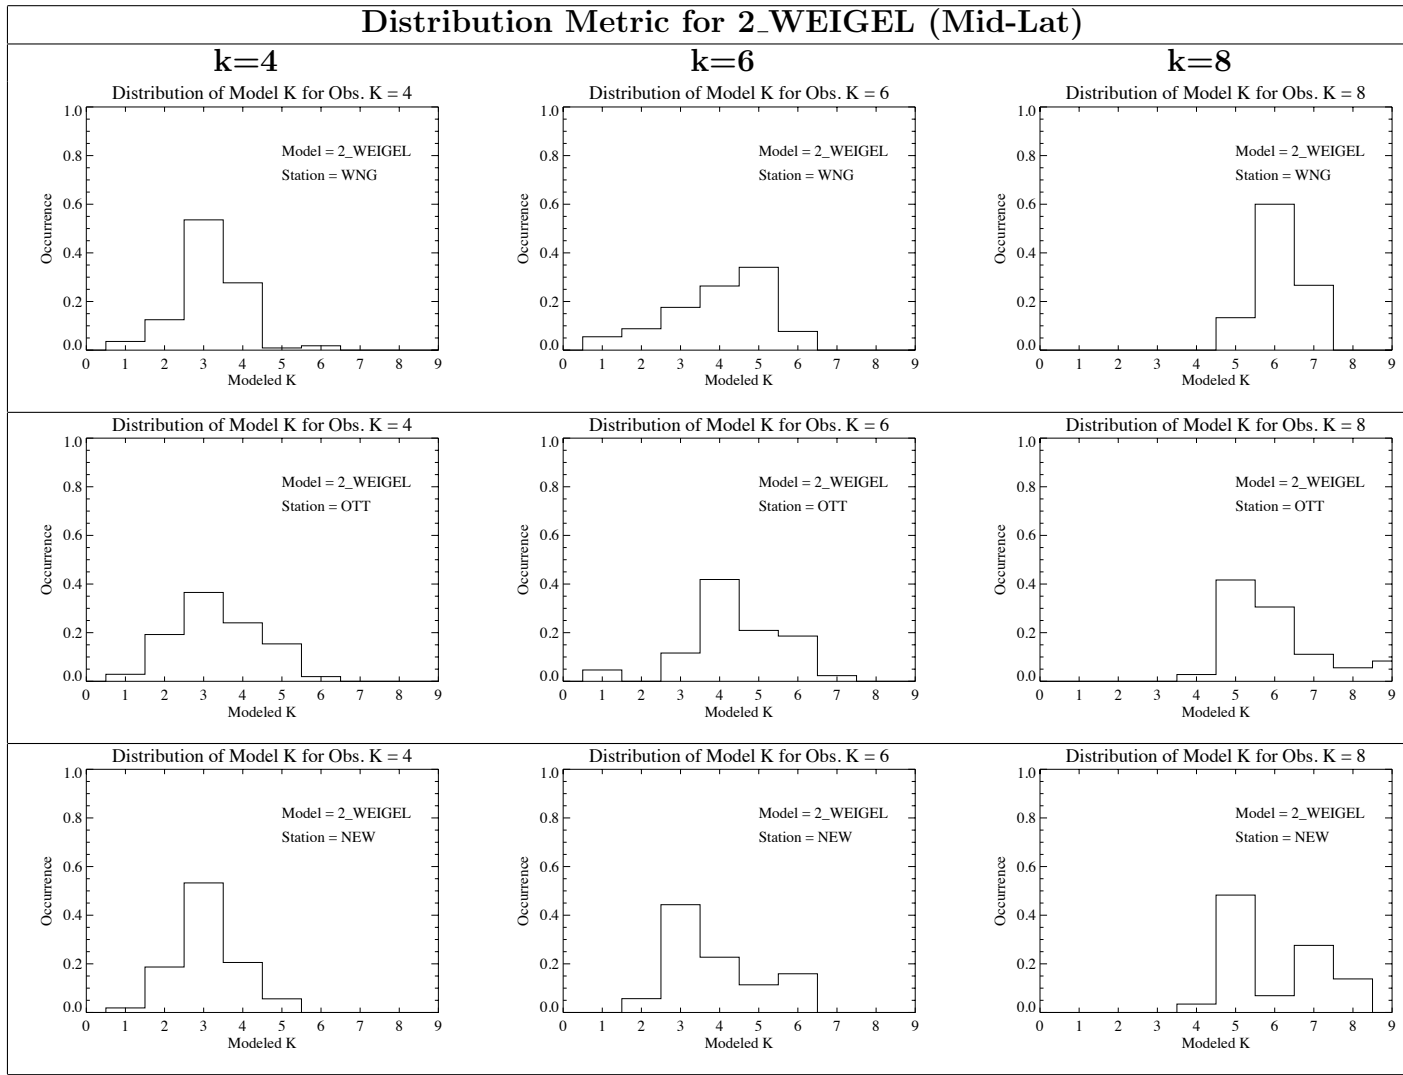 Distribution Metric for 2_WEIGEL (Mid-Lat)
k=4
k=6
k=8
Distribution of Model K for Obs. K = 4
1.0
0.8
0.6
0.4
0.2
0.0
Occurrence
Model = 2_WEIGEL
Station = WNG
0 1 2 3 4 5 6 7 8 9
Modeled K
Distribution of Model K for Obs. K = 6
1.0
0.8
0.6
0.4
0.2
0.0
Occurrence
Model = 2_WEIGEL
Station = WNG
0 1 2 3 4 5 6 7 8 9
Modeled K
Distribution of Model K for Obs. K = 8
1.0
0.8
0.6
0.4
0.2
0.0
Occurrence
Model = 2_WEIGEL
Station = WNG
0 1 2 3 4 5 6 7 8 9
Modeled K
Distribution of Model K for Obs. K = 4
1.0
0.8
0.6
0.4
0.2
0.0
Occurrence
Model = 2_WEIGEL
Station = OTT
0 1 2 3 4 5 6 7 8 9
Modeled K
Distribution of Model K for Obs. K = 6
1.0
0.8
0.6
0.4
0.2
0.0
Occurrence
Model = 2_WEIGEL
Station = OTT
0 1 2 3 4 5 6 7 8 9
Modeled K
Distribution of Model K for Obs. K = 8
1.0
0.8
0.6
0.4
0.2
0.0
Occurrence
Model = 2_WEIGEL
Station = OTT
0 1 2 3 4 5 6 7 8 9
Modeled K
Distribution of Model K for Obs. K = 4
1.0
0.8
0.6
0.4
0.2
0.0
Occurrence
Model = 2_WEIGEL
Station = NEW
0 1 2 3 4 5 6 7 8 9
Modeled K
Distribution of Model K for Obs. K = 6
1.0
0.8
0.6
0.4
0.2
0.0
Occurrence
Model = 2_WEIGEL
Station = NEW
0 1 2 3 4 5 6 7 8 9
Modeled K
Distribution of Model K for Obs. K = 8
1.0
0.8
0.6
0.4
0.2
0.0
Occurrence
Model = 2_WEIGEL
Station = NEW
0 1 2 3 4 5 6 7 8 9
Modeled K